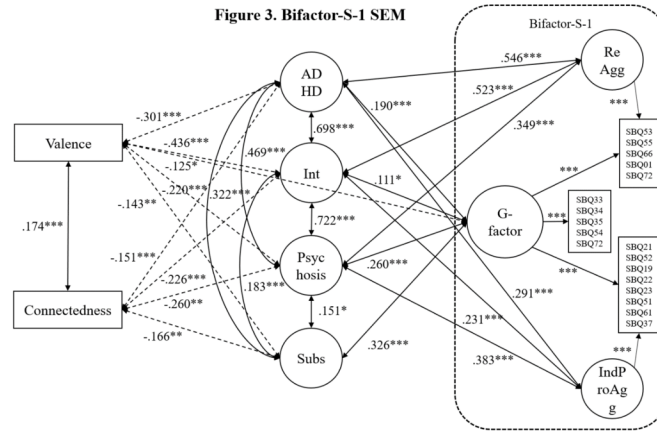 Figure 3. Bifactor-S-1 SEM
Bifactor-S-1
AD
HD
Re
Agg
.546***
.190***
.523***
-.301***
.698***
.349***
***
Valence
-.436***
.469***
-.125*
Int
.111*
SBQ53
SBQ55
SBQ66
SBQ01
SBQ72
***
-.220***
.322***
-.143**
.174***
.722***
G-
factor
***
SBQ33
SBQ34
SBQ35
SBQ54
SBQ72
-.151***
Psyc
hosis
.260***
***
SBQ21
SBQ52
SBQ19
SBQ22
SBQ23
SBQ51
SBQ61
SBQ37
-.226***
.183***
-.260**
.291***
Connectedness
.151*
.231***
-.166**
.326***
.383***
***
Subs
IndP
roAg
g